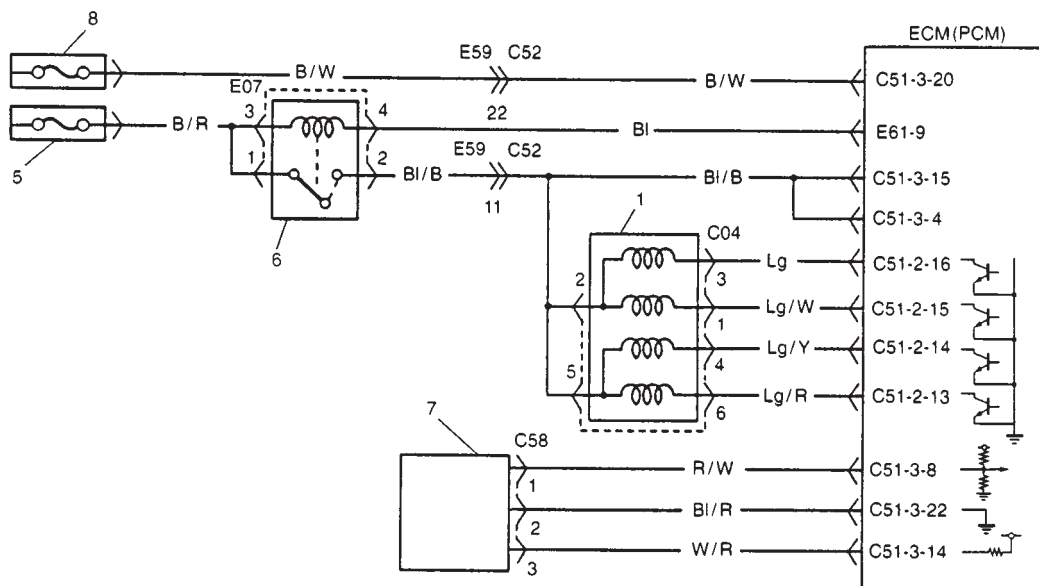 8
ECM(PCM)
E59 C52
B/W
B/W
C51-3-20
E07
5
B/R
3
4
22
Bl
E61-9
1
2
Bl/B
E59 C52
11
Bl/B
C51-3-15
C51-3-4
6
1
C04
2
Lg
3
C51-2-16
Lg/W
1
C51-2-15
Lg/Y
4
C51-2-14
5
Lg/R
6
C51-2-13
7
C58
R/W
1
C51-3-8
Bl/R
2
C51-3-22
W/R
3
C51-3-14